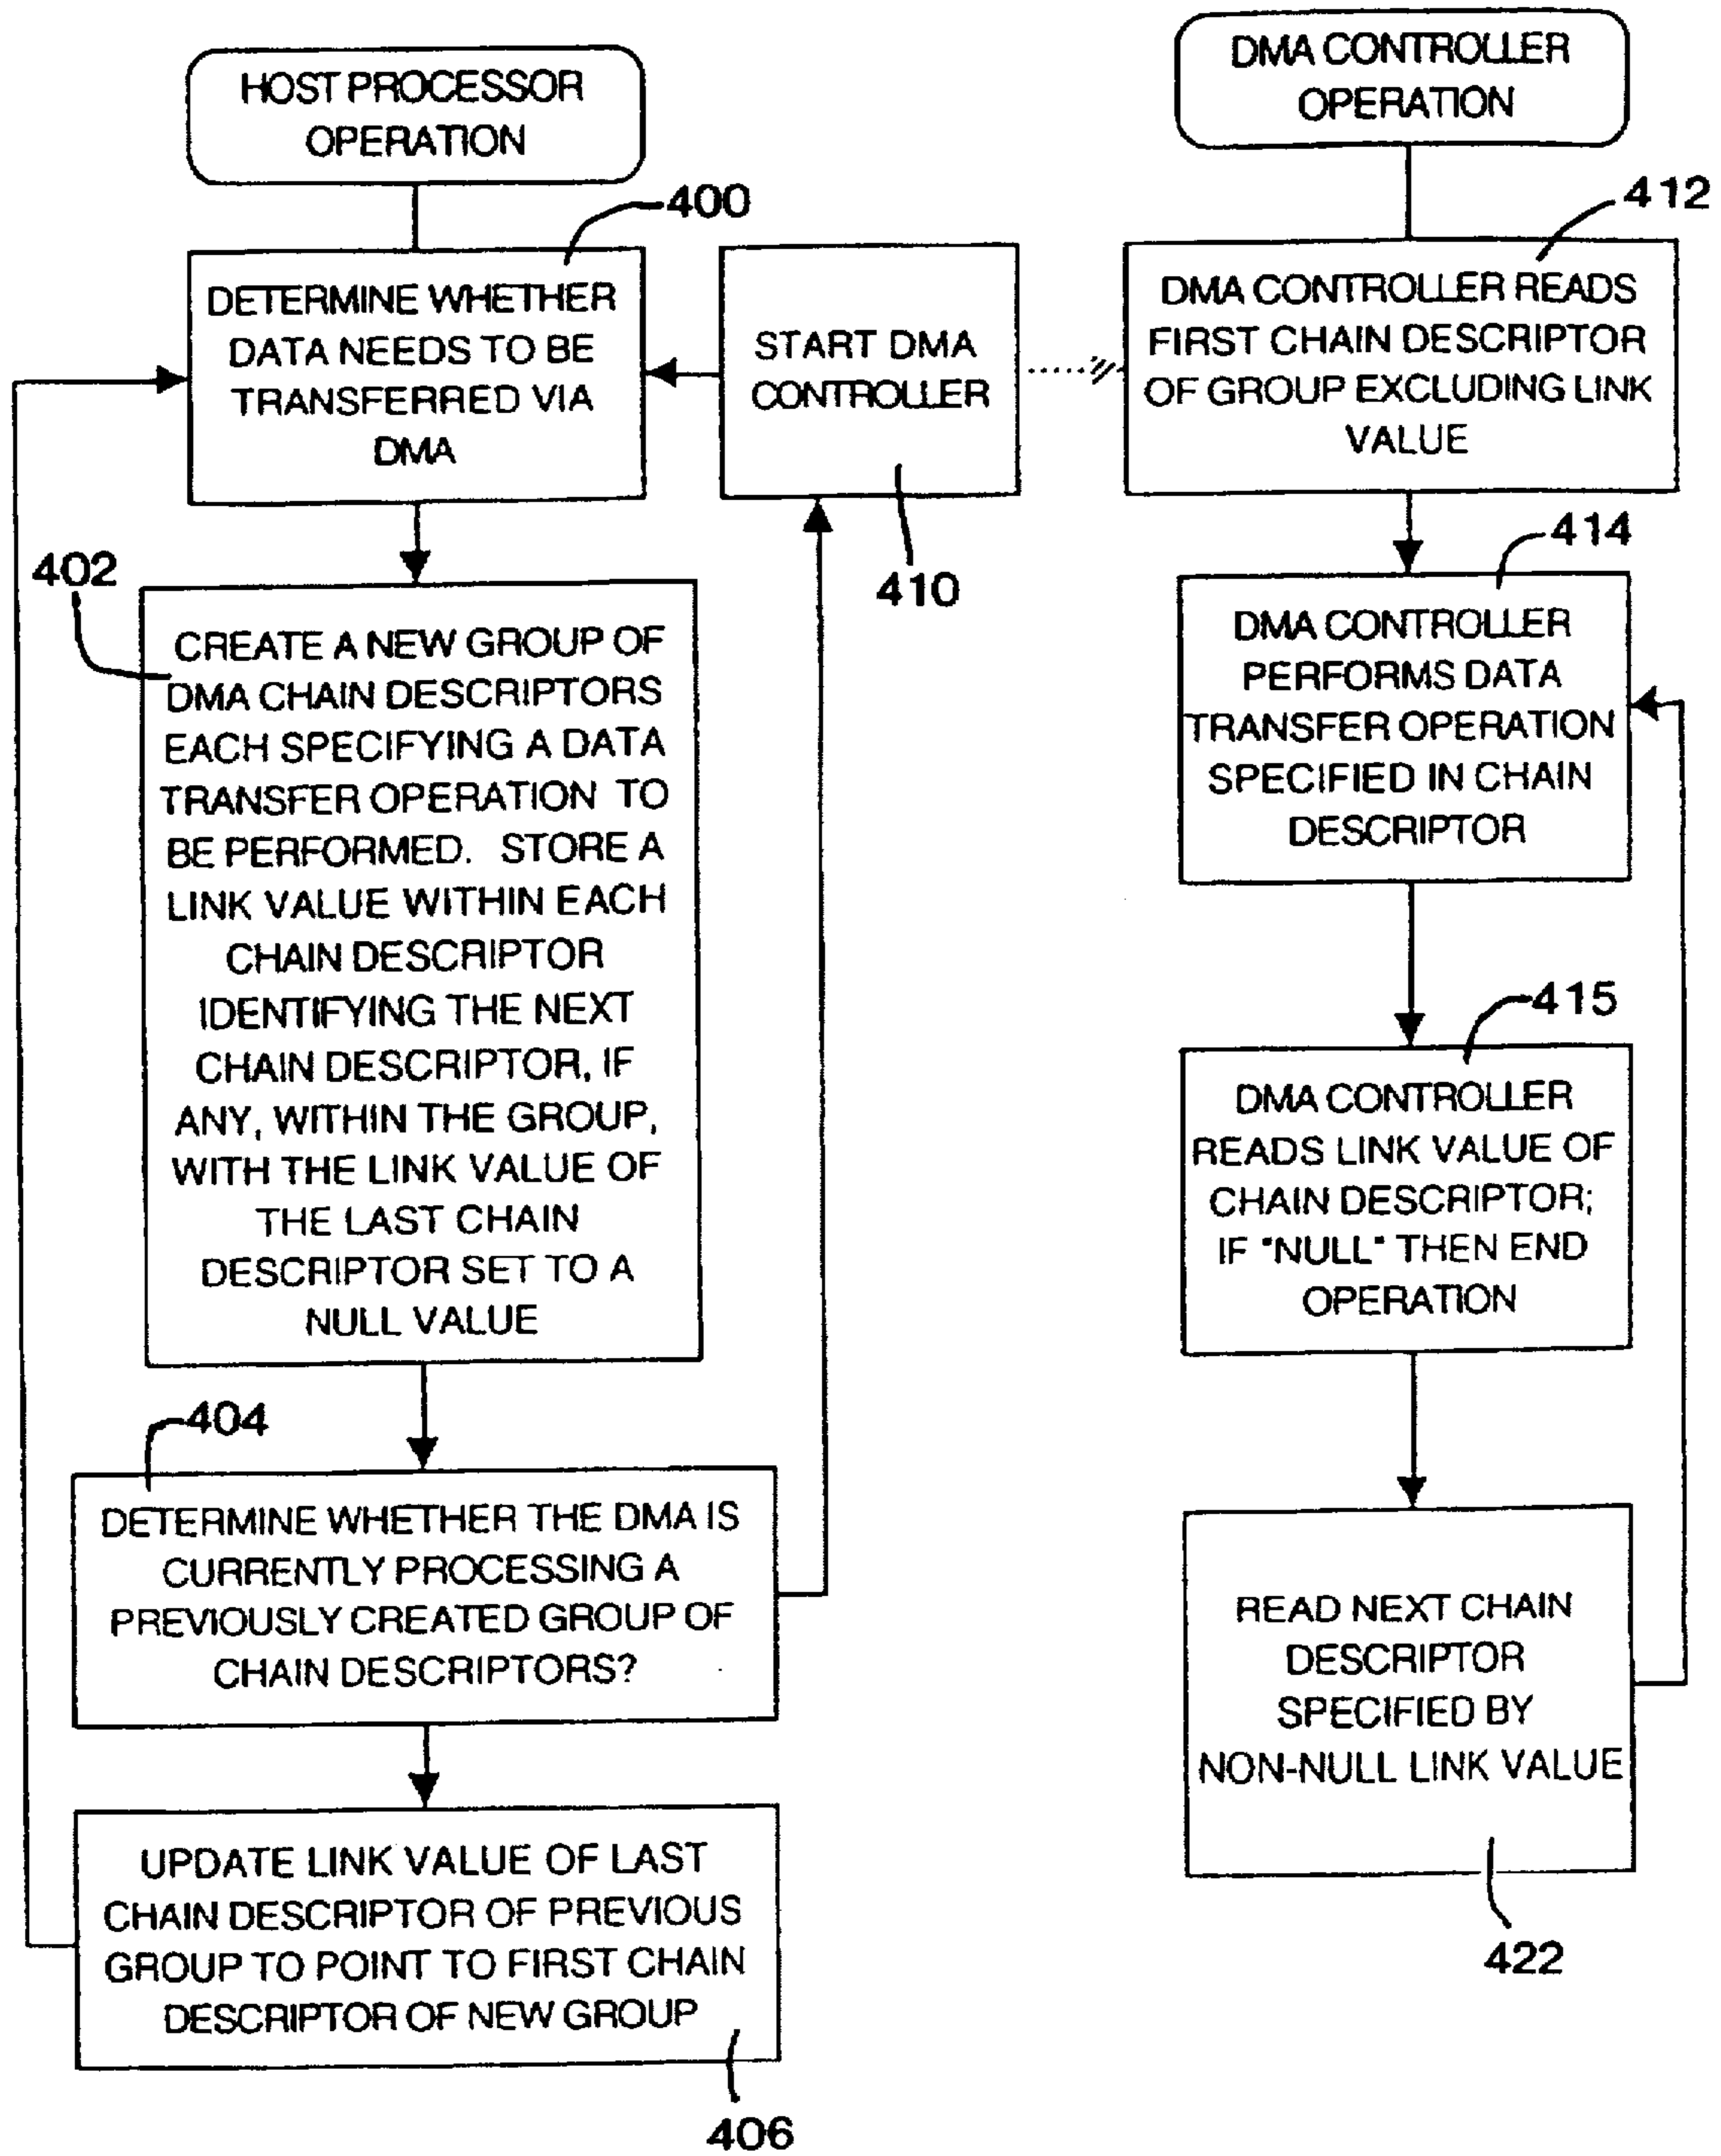 HOST PROCESSOR
OPERATION
400
DETERMINE WHETHER
DATA NEEDS TO BE
TRANSFERRED VIA
DMA
START DMA
CONTROLLER
410
402
CREATE A NEW GROUP OF
DMA CHAIN DESCRIPTORS
EACH SPECIFYING A DATA
TRANSFER OPERATION TO
BE PERFORMED. STORE A
LINK VALUE WITHIN EACH
CHAIN DESCRIPTOR
IDENTIFYING THE NEXT
CHAIN DESCRIPTOR, IF
ANY, WITHIN THE GROUP,
WITH THE LINK VALUE OF
THE LAST CHAIN
DESCRIPTOR SET TO A
NULL VALUE
404
DETERMINE WHETHER THE DMA IS
CURRENTLY PROCESSING A
PREVIOUSLY CREATED GROUP OF
CHAIN DESCRIPTORS?
UPDATE LINK VALUE OF LAST
CHAIN DESCRIPTOR OF PREVIOUS
GROUP TO POINT TO FIRST CHAIN
DESCRIPTOR OF NEW GROUP
406
DMA CONTROLLER
OPERATION
412
DMA CONTROLLER READS
FIRST CHAIN DESCRIPTOR
OF GROUP EXCLUDING LINK
VALUE
414
DMA CONTROLLER
PERFORMS DATA
TRANSFER OPERATION
SPECIFIED IN CHAIN
DESCRIPTOR
415
DMA CONTROLLER
READS LINK VALUE OF
CHAIN DESCRIPTOR;
IF "NULL" THEN END
OPERATION
READ NEXT CHAIN
DESCRIPTOR
SPECIFIED BY
NON-NULL LINK VALUE
422